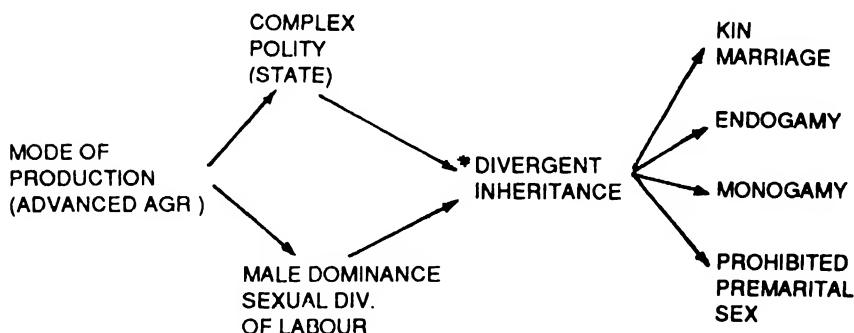 COMPLEX
POLITY
(STATE)
KIN
MARRIAGE
ENDOGAMY
MODE OF
PRODUCTION
(ADVANCED AGR )
* DIVERGENT
INHERITANCE
MONOGAMY
MALE DOMINANCE
SEXUAL DIV.
OF LABOUR
PROHIBITED
PREMARITAL
SEX